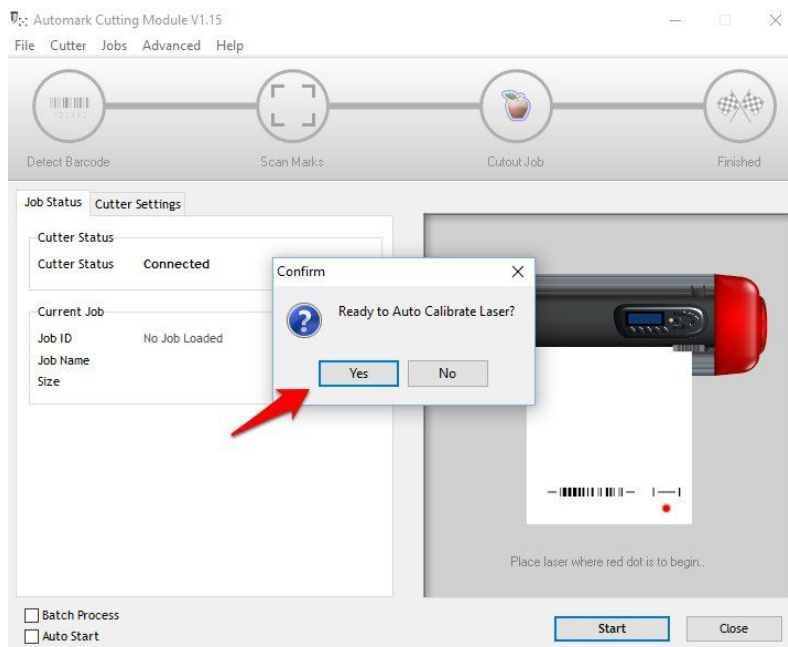 Automark Cutting Module V1.15
File Cutter Jobs Advanced Help
Detect Barcode Scan Marks Cutout Job Finished
Job Status Cutter Settings
Cutter Status
Cutter Status Connected
Current Job
Job ID No Job Loaded
Job Name
Size
Confirm
Ready to Auto Calibrate Laser?
Yes No
Place laser where red dot is to begin..
Batch Process
Auto Start
Start Close